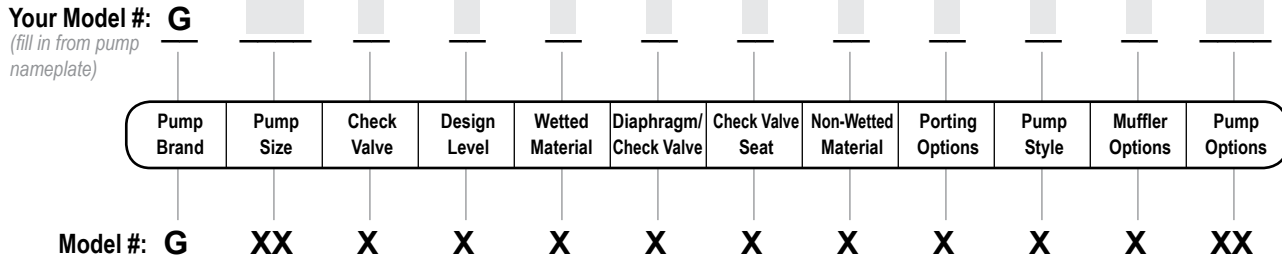 Your Model #: G
(fill in from pump
nameplate)
Pump Pump Check Design Wetted Diaphragm/ Check Valve Non-Wetted Porting Pump Muffler Pump
Brand Size Valve Level Material Check Valve Seat Material Options Style Options Options
Model #: G XX X X X X X X X X X XX